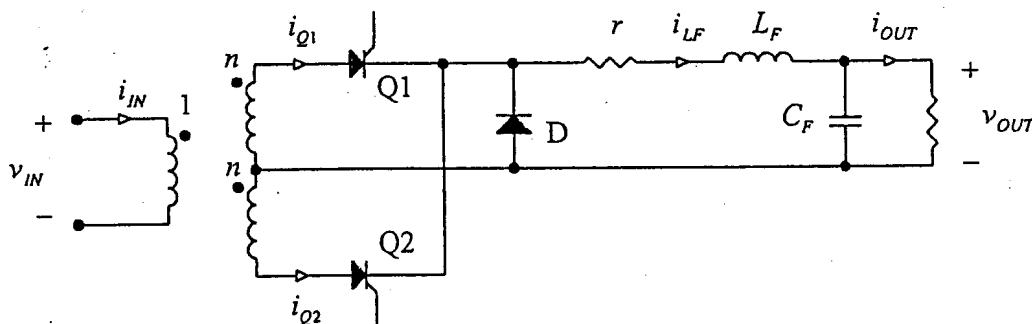 i_Q1
r
i_LF
L_F
i_OUT
n
Q1
+
i_IN
1
+
D
C_F
v_OUT
v_IN
n
−
−
Q2
i_Q2